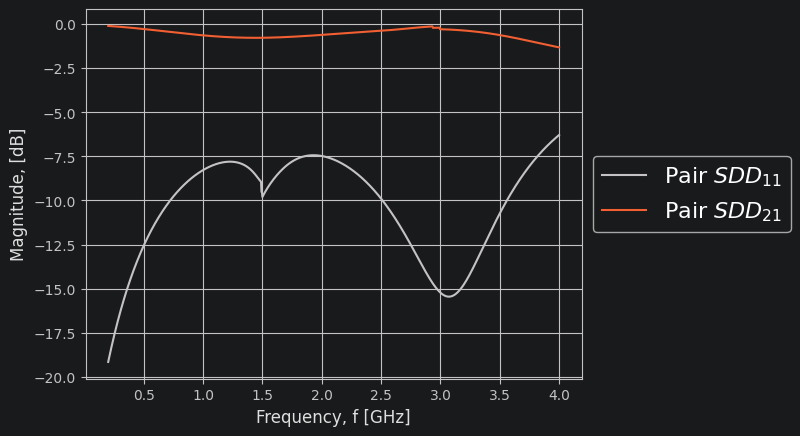 0.0
−2.5
−5.0
−7.5
−10.0
−12.5
−15.0
−17.5
−20.0
Magnitude, [dB]
0.5 1.0 1.5 2.0 2.5 3.0 3.5 4.0
Frequency, f [GHz]
Pair SDD₁₁
Pair SDD₂₁